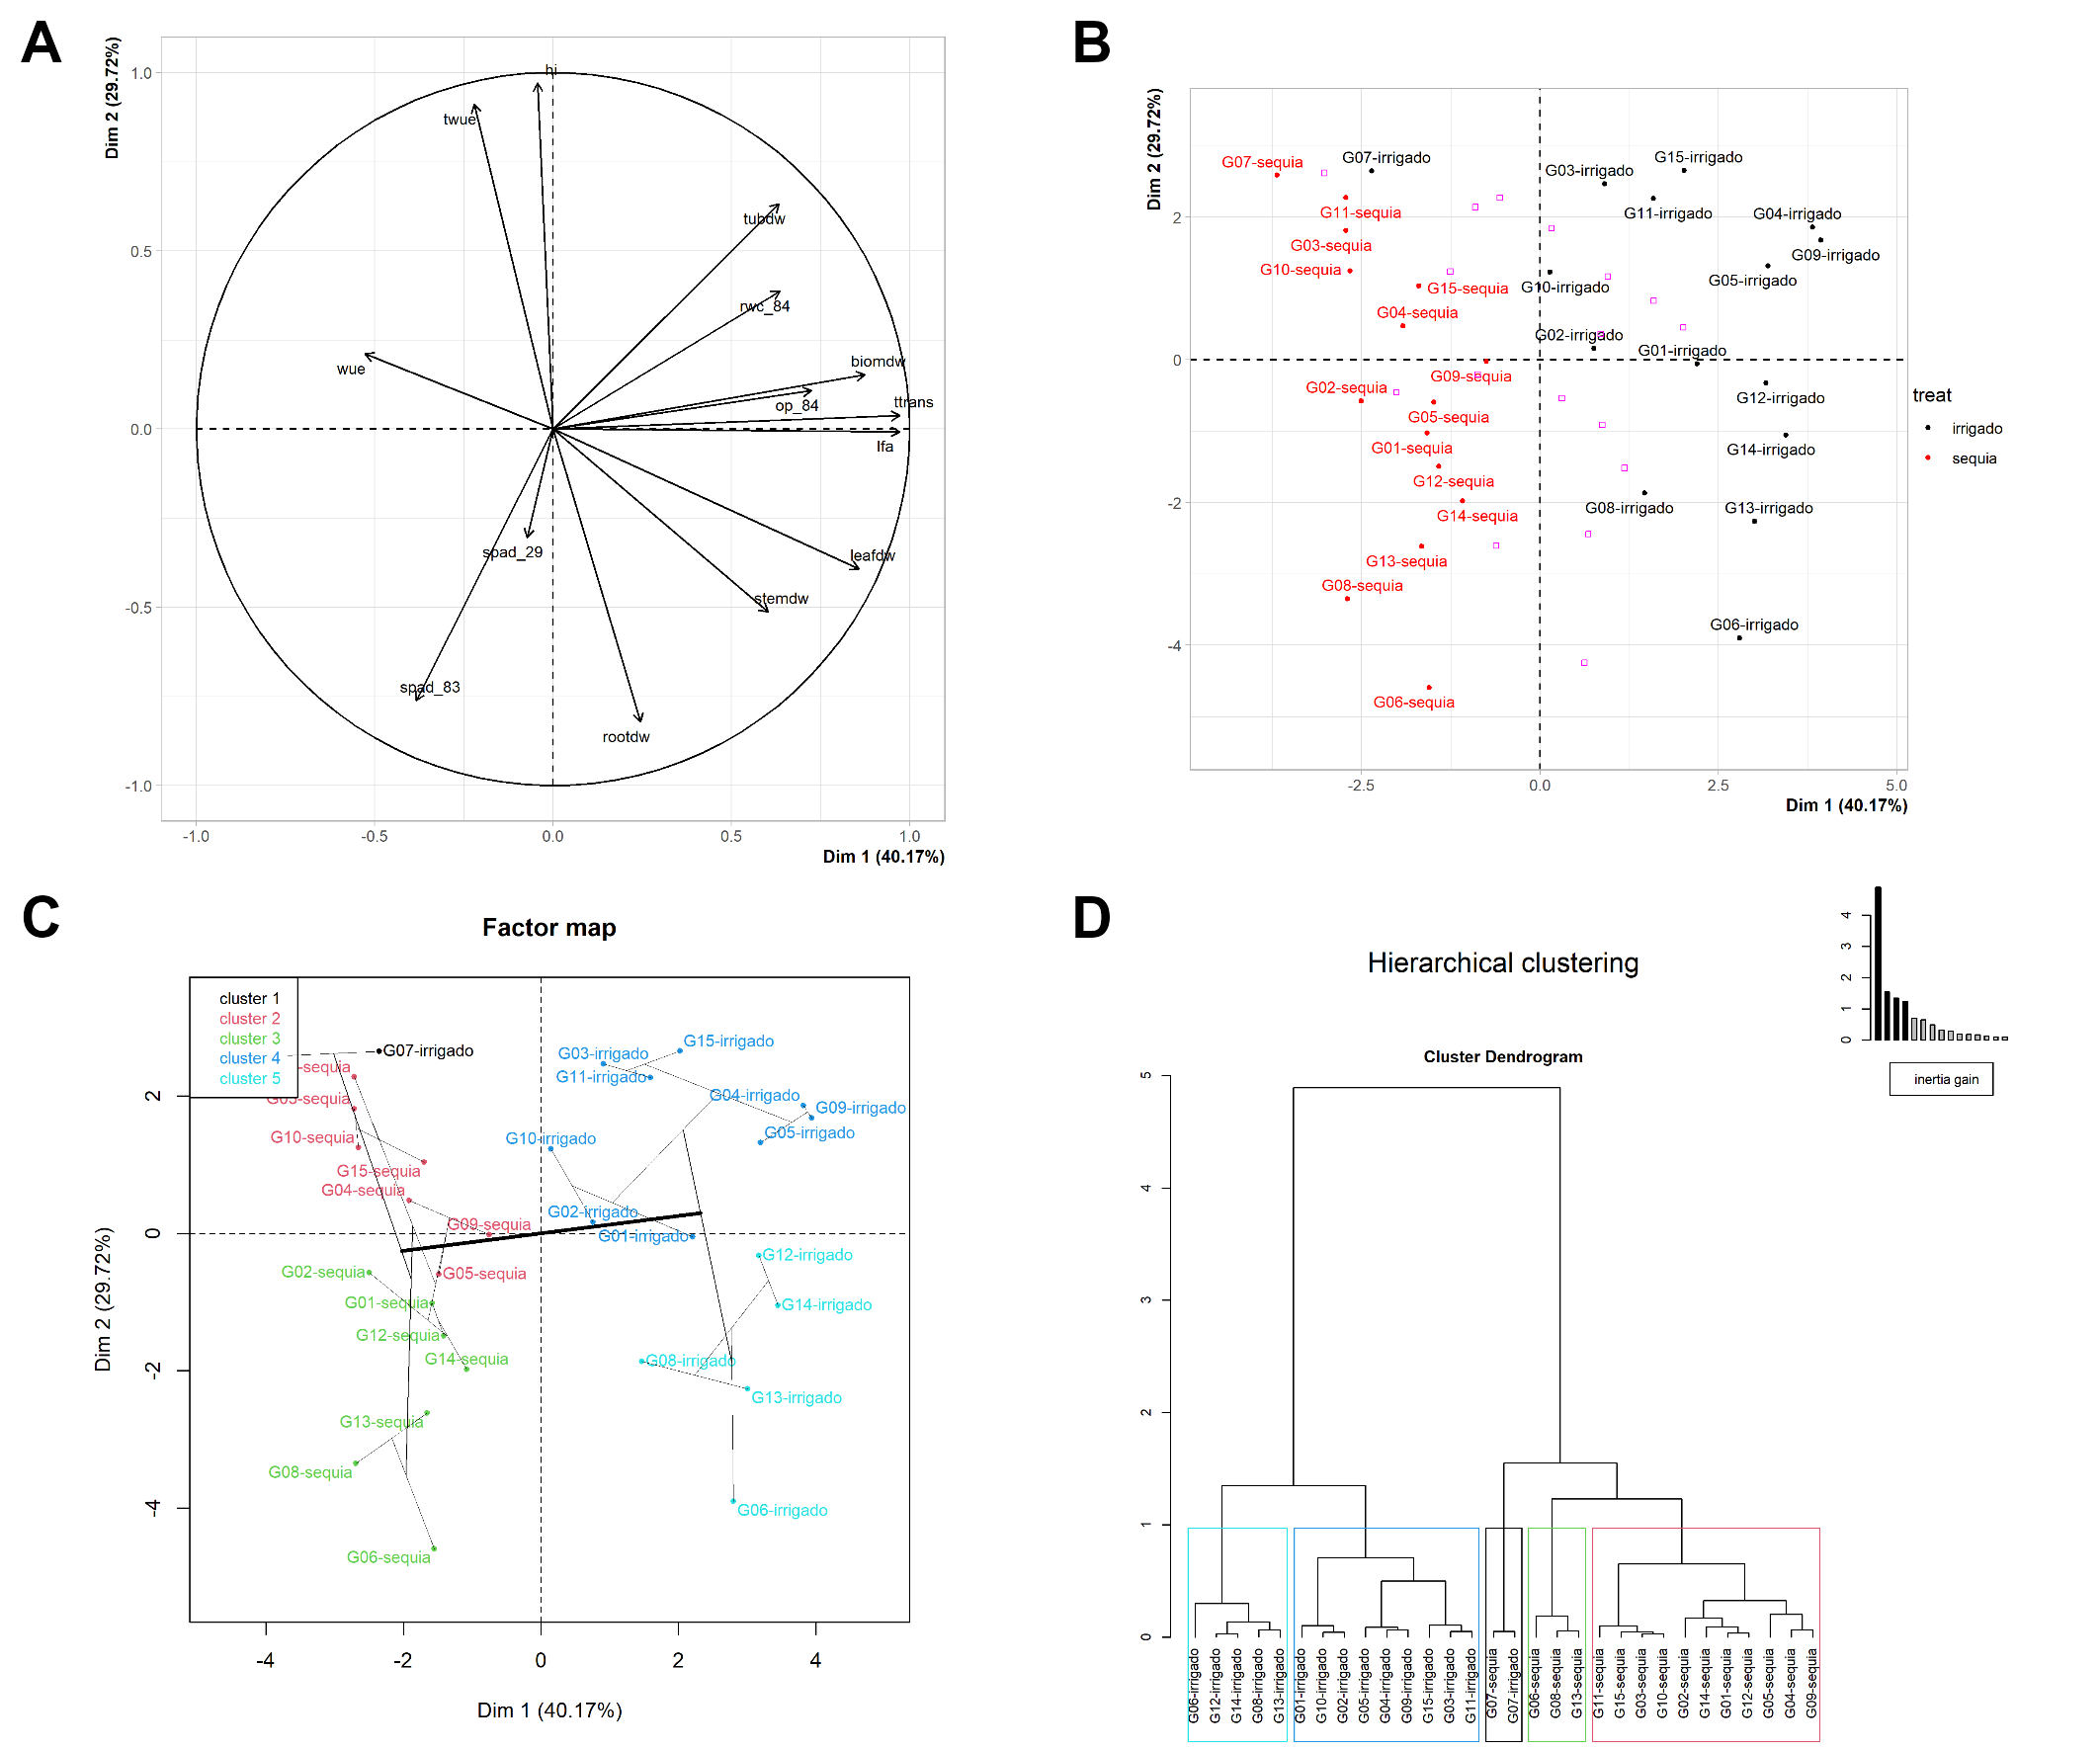 A
Dim 2 (29.72%)
1.0
0.5
0.0
-0.5
-1.0
hi
twue
tubdw
rwc_84
biomdw
wue
op_84
ttrans
lfa
spad_29
leafdw
stemdw
spad_83
rootdw
-1.0
-0.5
0.0
0.5
1.0
Dim 1 (40.17%)
B
Dim 2 (29.72%)
2
0
-2
-4
G07-sequia
G07-irrigado
G03-irrigado
G15-irrigado
G11-sequia
G11-irrigado
G04-irrigado
G03-sequia
G09-irrigado
G10-sequia
G05-irrigado
G15-sequia
G10-irrigado
G04-sequia
G02-irrigado
G01-irrigado
G09-sequia
G02-sequia
G12-irrigado
G05-sequia
G01-sequia
G14-irrigado
G12-sequia
G08-irrigado
G13-irrigado
G14-sequia
G13-sequia
G08-sequia
G06-irrigado
G06-sequia
-2.5
0.0
2.5
5.0
Dim 1 (40.17%)
treat
irrigado
sequia
C
Factor map
Dim 2 (29.72%)
2
0
-2
-4
cluster 1
cluster 2
cluster 3
cluster 4
cluster 5
G07-irrigado
-sequia
G03-sequia
G10-sequia
G15-sequia
G04-sequia
G09-sequia
G05-sequia
G02-sequia
G01-sequia
G12-sequia
G14-sequia
G13-sequia
G08-sequia
G06-sequia
G15-irrigado
G03-irrigado
G11-irrigado
G04-irrigado
G09-irrigado
G05-irrigado
G10-irrigado
G02-irrigado
G01-irrigado
G12-irrigado
G14-irrigado
G08-irrigado
G13-irrigado
G06-irrigado
-4
-2
0
2
4
Dim 1 (40.17%)
D
Hierarchical clustering
4
3
2
1
0
inertia gain
Cluster Dendrogram
5
4
3
2
1
0
G06-irrigado
G12-irrigado
G14-irrigado
G08-irrigado
G13-irrigado
G01-irrigado
G10-irrigado
G02-irrigado
G05-irrigado
G04-irrigado
G09-irrigado
G15-irrigado
G03-irrigado
G11-irrigado
G07-sequia
G07-irrigado
G06-sequia
G08-sequia
G13-sequia
G11-sequia
G15-sequia
G03-sequia
G10-sequia
G02-sequia
G14-sequia
G01-sequia
G12-sequia
G05-sequia
G04-sequia
G09-sequia